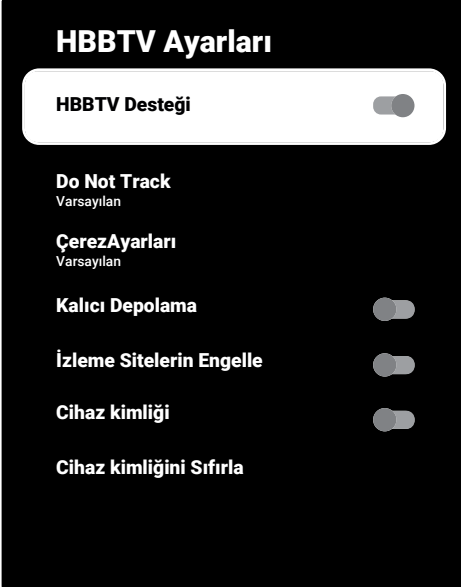 HBBTV Ayarları
HBBTV Desteği
Do Not Track
Varsayılan
ÇerezAyarları
Varsayılan
Kalıcı Depolama
İzleme Sitelerin Engelle
Cihaz kimliği
Cihaz kimliğini Sıfırla